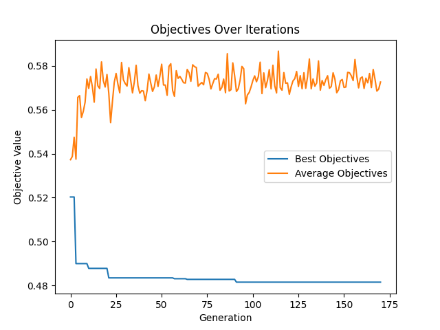 Objectives Over Iterations
0.58
0.56
0.54
0.52
0.50
0.48
Objective Value
Best Objectives
Average Objectives
0
25
50
75
100
125
150
175
Generation